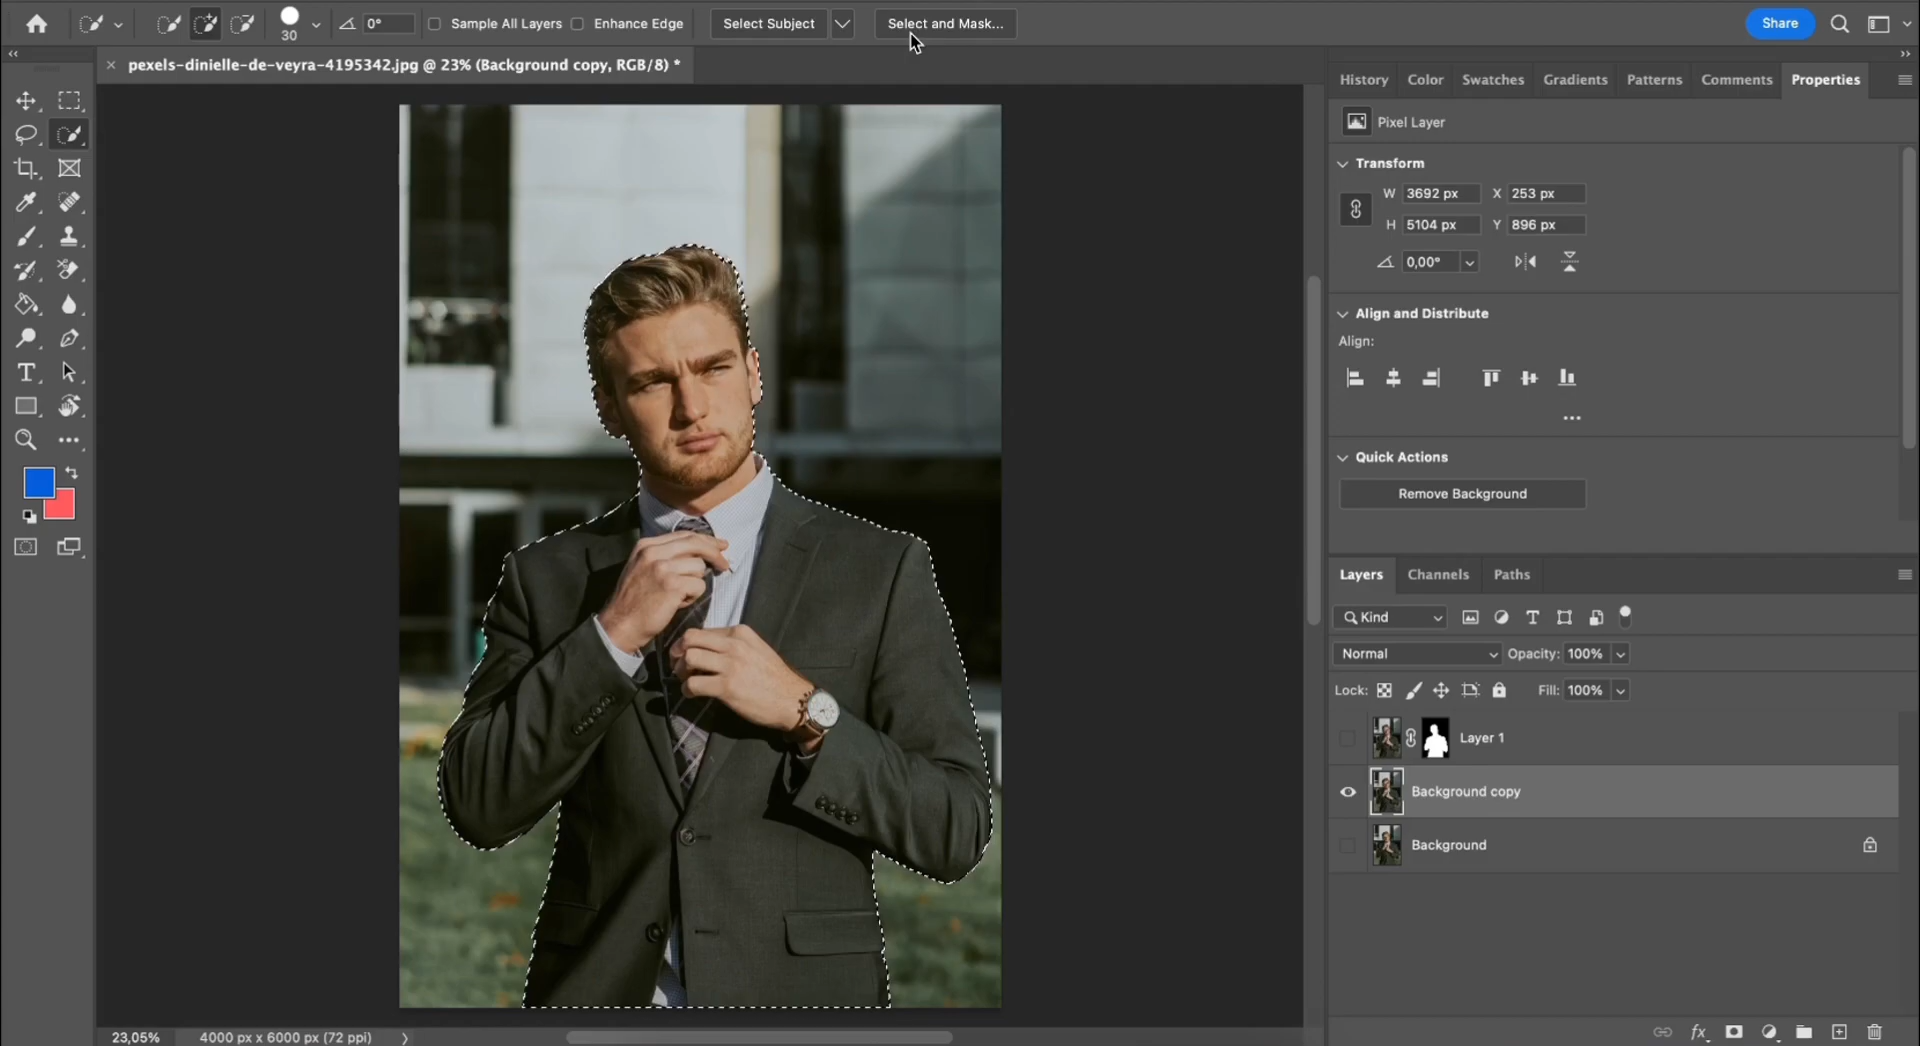 30
0°
Sample All Layers
Enhance Edge
Select Subject
Select and Mask...
Share
pexels-dinielle-de-veyra-4195342.jpg @ 23% (Background copy, RGB/8) *
History
Color
Swatches
Gradients
Patterns
Comments
Properties
Pixel Layer
Transform
W 3692 px X 253 px
H 5104 px Y 896 px
0,00°
Align and Distribute
Align:
Quick Actions
Remove Background
Layers
Channels
Paths
Kind
Normal
Opacity: 100%
Lock:
Fill: 100%
Layer 1
Background copy
Background
23,05%
4000 px x 6000 px (72 ppi)
fx